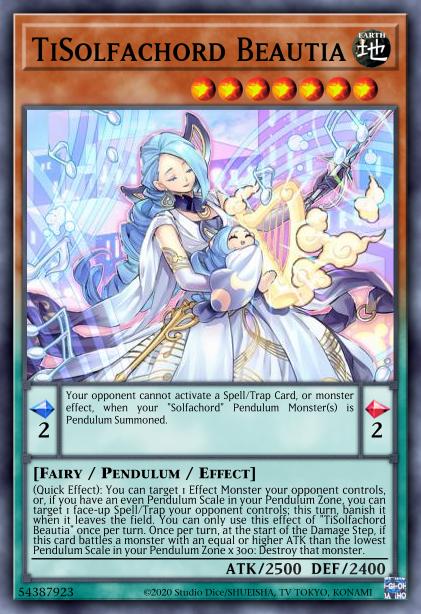 TiSolfachord Beautia
EARTH
地
Your opponent cannot activate a Spell/Trap Card, or monster
effect, when your "Solfachord" Pendulum Monster(s) is
Pendulum Summoned.
2
2
[Fairy / Pendulum / Effect]
(Quick Effect): You can target 1 Effect Monster your opponent controls,
or, if you have an even Pendulum Scale in your Pendulum Zone, you can
target 1 face-up Spell/Trap your opponent controls; this turn, banish it
when it leaves the field. You can only use this effect of "TiSolfachord
Beautia" once per turn. Once per turn, at the start of the Damage Step, if
this card battles a monster with an equal or higher ATK than the lowest
Pendulum Scale in your Pendulum Zone x 300: Destroy that monster.
ATK/2500 DEF/2400
54387923
©2020 Studio Dice/SHUEISHA, TV TOKYO, KONAMI